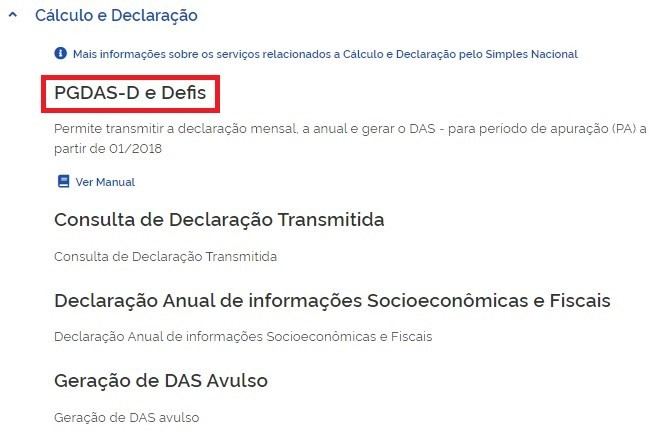 Cálculo e Declaração
Mais informações sobre os serviços relacionados a Cálculo e Declaração pelo Simples Nacional
PGDAS-D e Defis
Permite transmitir a declaração mensal, a anual e gerar o DAS - para período de apuração (PA) a
partir de 01/2018
Ver Manual
Consulta de Declaração Transmitida
Consulta de Declaração Transmitida
Declaração Anual de informações Socioeconômicas e Fiscais
Declaração Anual de informações Socioeconômicas e Fiscais
Geração de DAS Avulso
Geração de DAS avulso